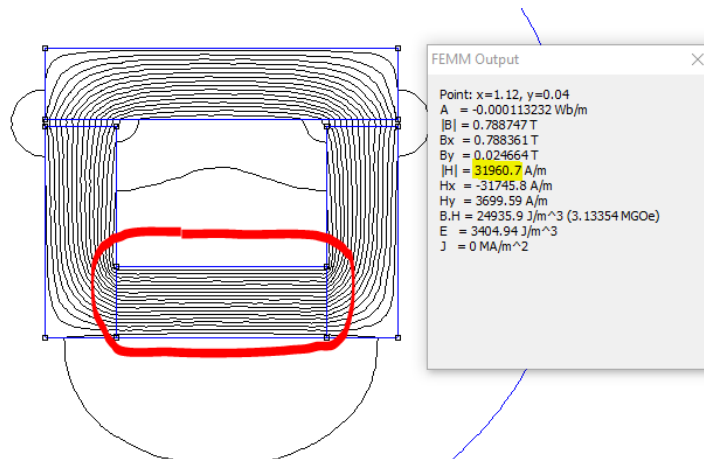 FEMM Output
Point: x=1.12, y=0.04
A = -0.000113232 Wb/m
|B| = 0.788747 T
Bx = 0.788361 T
By = 0.024664 T
|H| = 31960.7 A/m
Hx = -31745.8 A/m
Hy = 3699.59 A/m
B.H = 24935.9 J/m^3 (3.13354 MGOe)
E = 3404.94 J/m^3
J = 0 MA/m^2